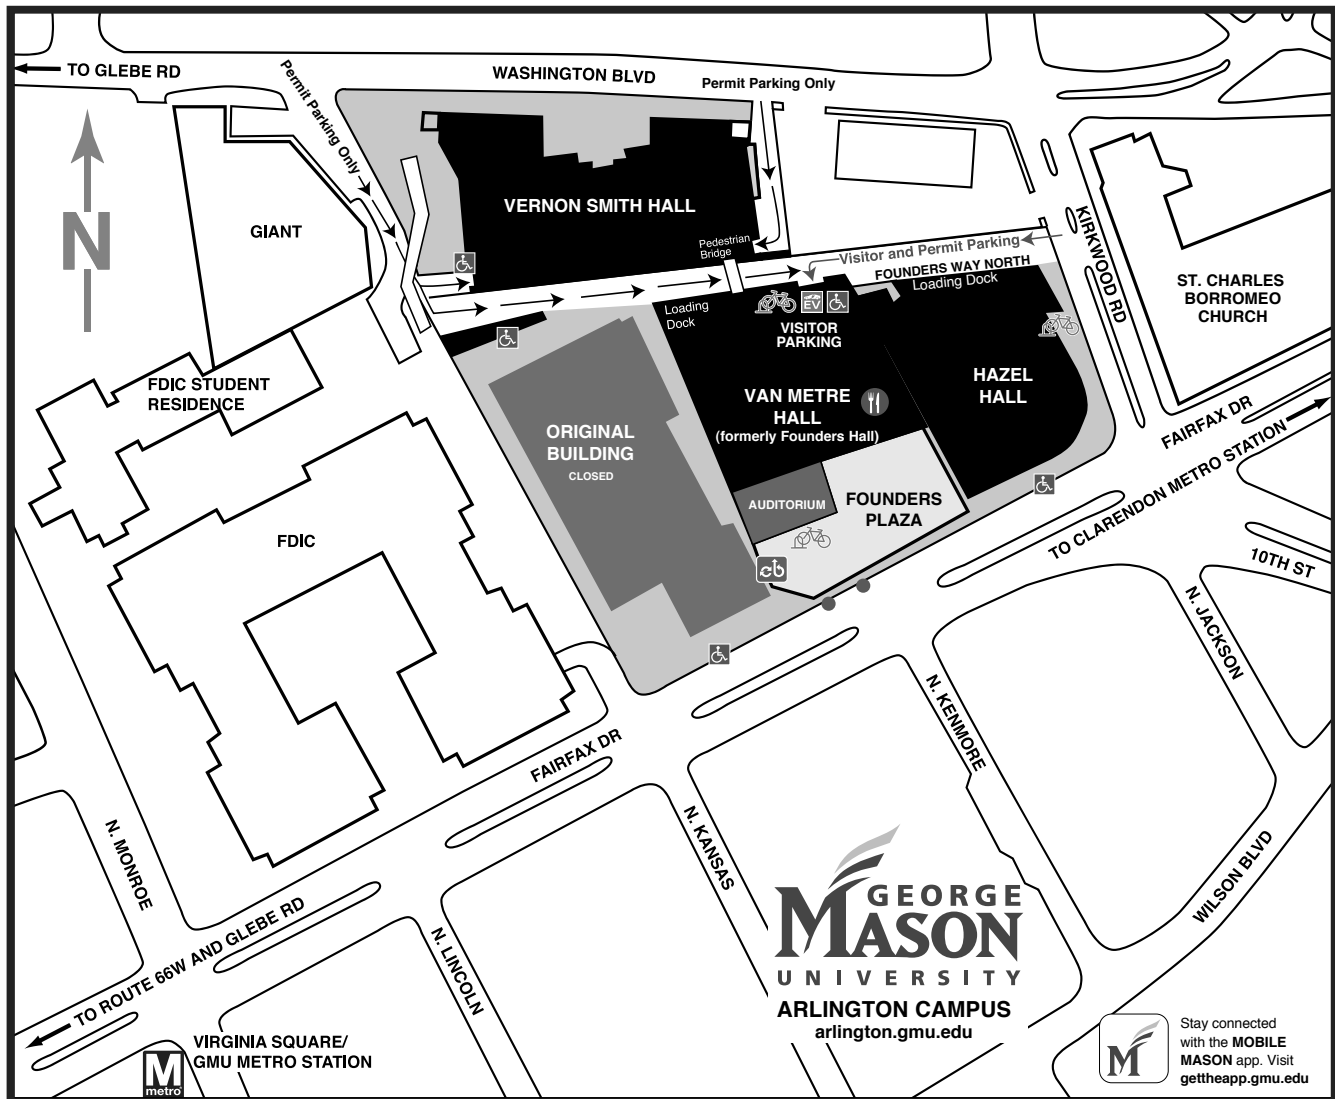 TO GLEBE RD
WASHINGTON BLVD
Permit Parking Only
Permit Parking Only
N
GIANT
VERNON SMITH HALL
Pedestrian
Bridge
Visitor and Permit Parking
FOUNDERS WAY NORTH
Loading Dock
KIRKWOOD RD
ST. CHARLES
BORROMEO
CHURCH
Loading
Dock
EV
VISITOR
PARKING
FDIC STUDENT
RESIDENCE
VAN METRE
HALL
(formerly Founders Hall)
HAZEL
HALL
ORIGINAL
BUILDING
CLOSED
FAIRFAX DR
TO CLARENDON METRO STATION
AUDITORIUM
FOUNDERS
PLAZA
FDIC
10TH ST
N. JACKSON
N. KENMORE
FAIRFAX DR
N. KANSAS
N. MONROE
WILSON BLVD
GEORGE
MASON
UNIVERSITY
ARLINGTON CAMPUS
arlington.gmu.edu
TO ROUTE 66W AND GLEBE RD
N. LINCOLN
VIRGINIA SQUARE/
GMU METRO STATION
M
metro
M
Stay connected
with the MOBILE
MASON app. Visit
gettheapp.gmu.edu